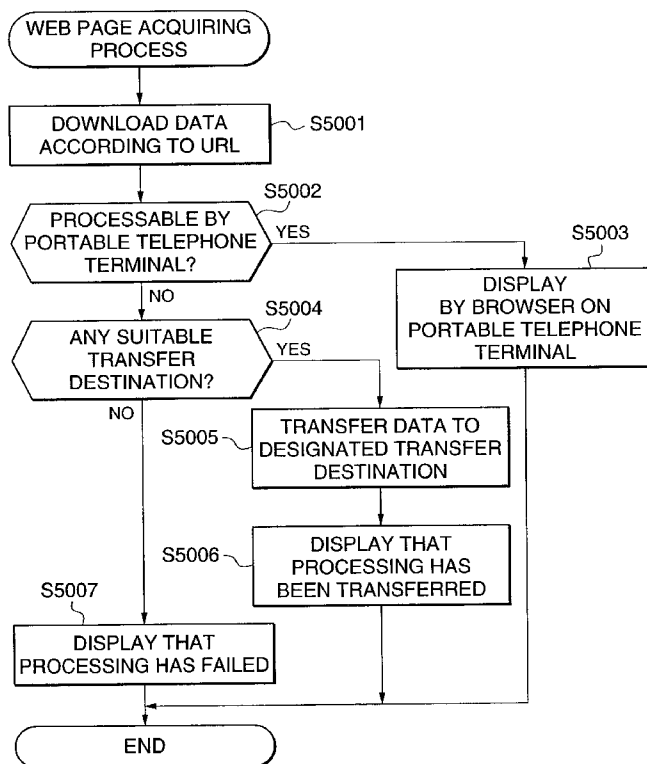 WEB PAGE ACQUIRING
PROCESS
DOWNLOAD DATA
ACCORDING TO URL
S5001
S5002
PROCESSABLE BY
PORTABLE TELEPHONE
TERMINAL?
YES
NO
S5003
DISPLAY
BY BROWSER ON
PORTABLE TELEPHONE
TERMINAL
S5004
ANY SUITABLE
TRANSFER
DESTINATION?
YES
NO
S5005
TRANSFER DATA TO
DESIGNATED TRANSFER
DESTINATION
S5006
DISPLAY THAT
PROCESSING HAS
BEEN TRANSFERRED
S5007
DISPLAY THAT
PROCESSING HAS FAILED
END